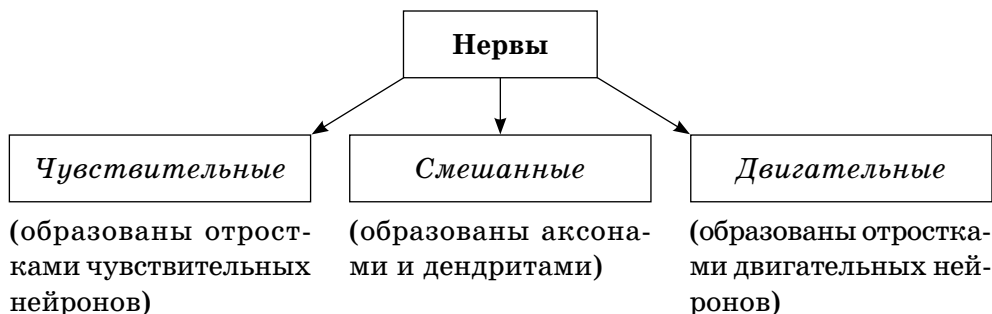 Нервы
Чувствительные
(образованы отрост-
ками чувствительных
нейронов)
Смешанные
(образованы аксона-
ми и дендритами)
Двигательные
(образованы отростка-
ми двигательных ней-
ронов)